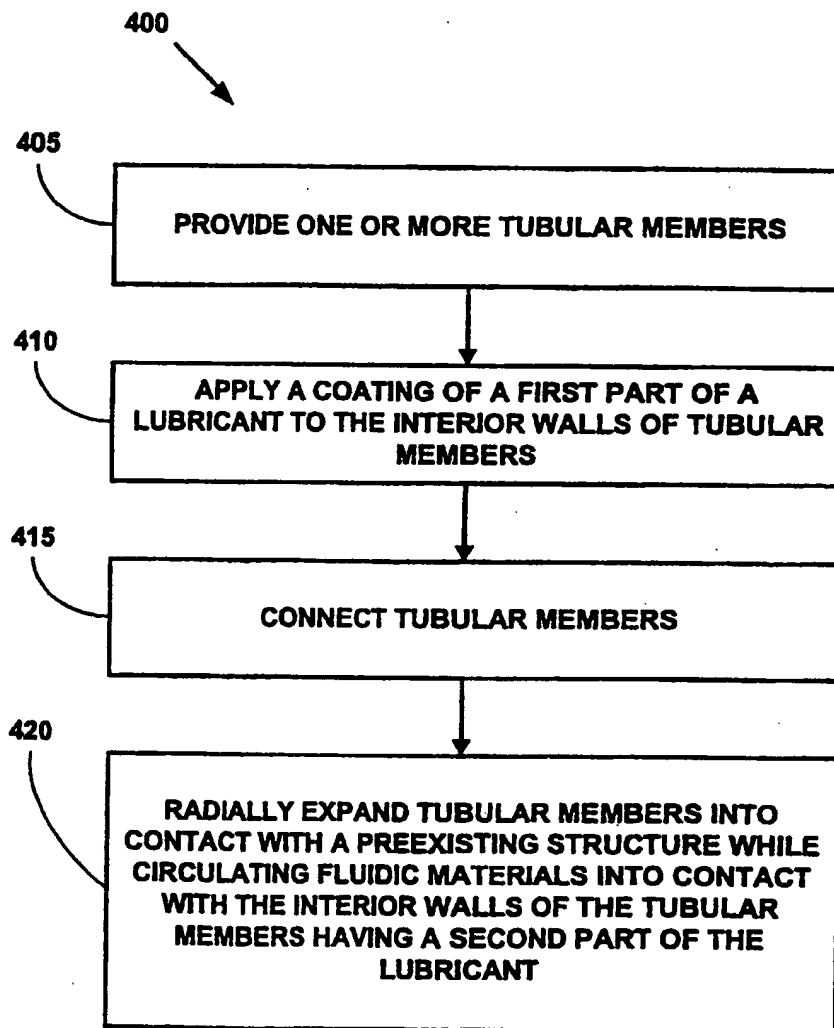 400
405
PROVIDE ONE OR MORE TUBULAR MEMBERS
410
APPLY A COATING OF A FIRST PART OF A
LUBRICANT TO THE INTERIOR WALLS OF TUBULAR
MEMBERS
415
CONNECT TUBULAR MEMBERS
420
RADIALLY EXPAND TUBULAR MEMBERS INTO
CONTACT WITH A PREEXISTING STRUCTURE WHILE
CIRCULATING FLUIDIC MATERIALS INTO CONTACT
WITH THE INTERIOR WALLS OF THE TUBULAR
MEMBERS HAVING A SECOND PART OF THE
LUBRICANT